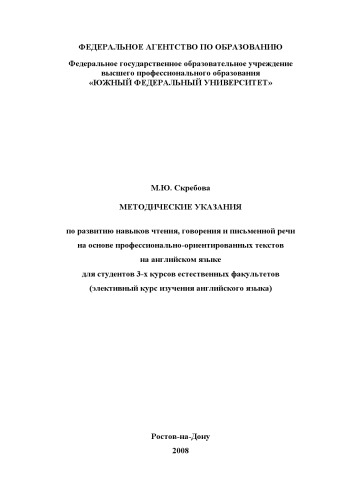 ФЕДЕРАЛЬНОЕ АГЕНТСТВО ПО ОБРАЗОВАНИЮ
Федеральное государственное образовательное учреждение
высшего профессионального образования
«ЮЖНЫЙ ФЕДЕРАЛЬНЫЙ УНИВЕРСИТЕТ»
М.Ю. Скребова
МЕТОДИЧЕСКИЕ УКАЗАНИЯ
по развитию навыков чтения, говорения и письменной речи
на основе профессионально-ориентированных текстов
на английском языке
для студентов 3-х курсов естественных факультетов
(элективный курс изучения английского языка)
Ростов-на-Дону
2008